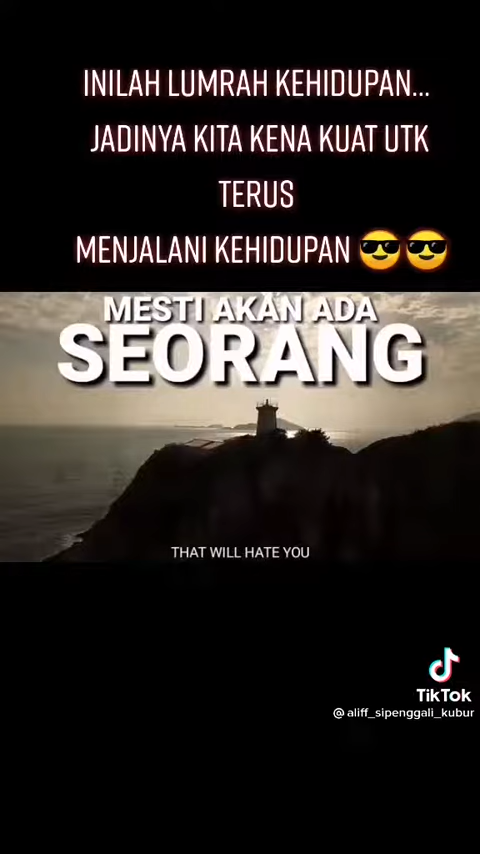 INILAH LUMRAH KEHIDUPAN...
JADINYA KITA KENA KUAT UTK
TERUS
MENJALANI KEHIDUPAN 😎😎
MESTI AKAN ADA
SEORANG
THAT WILL HATE YOU
TikTok
@aliff_sipenggali_kubur